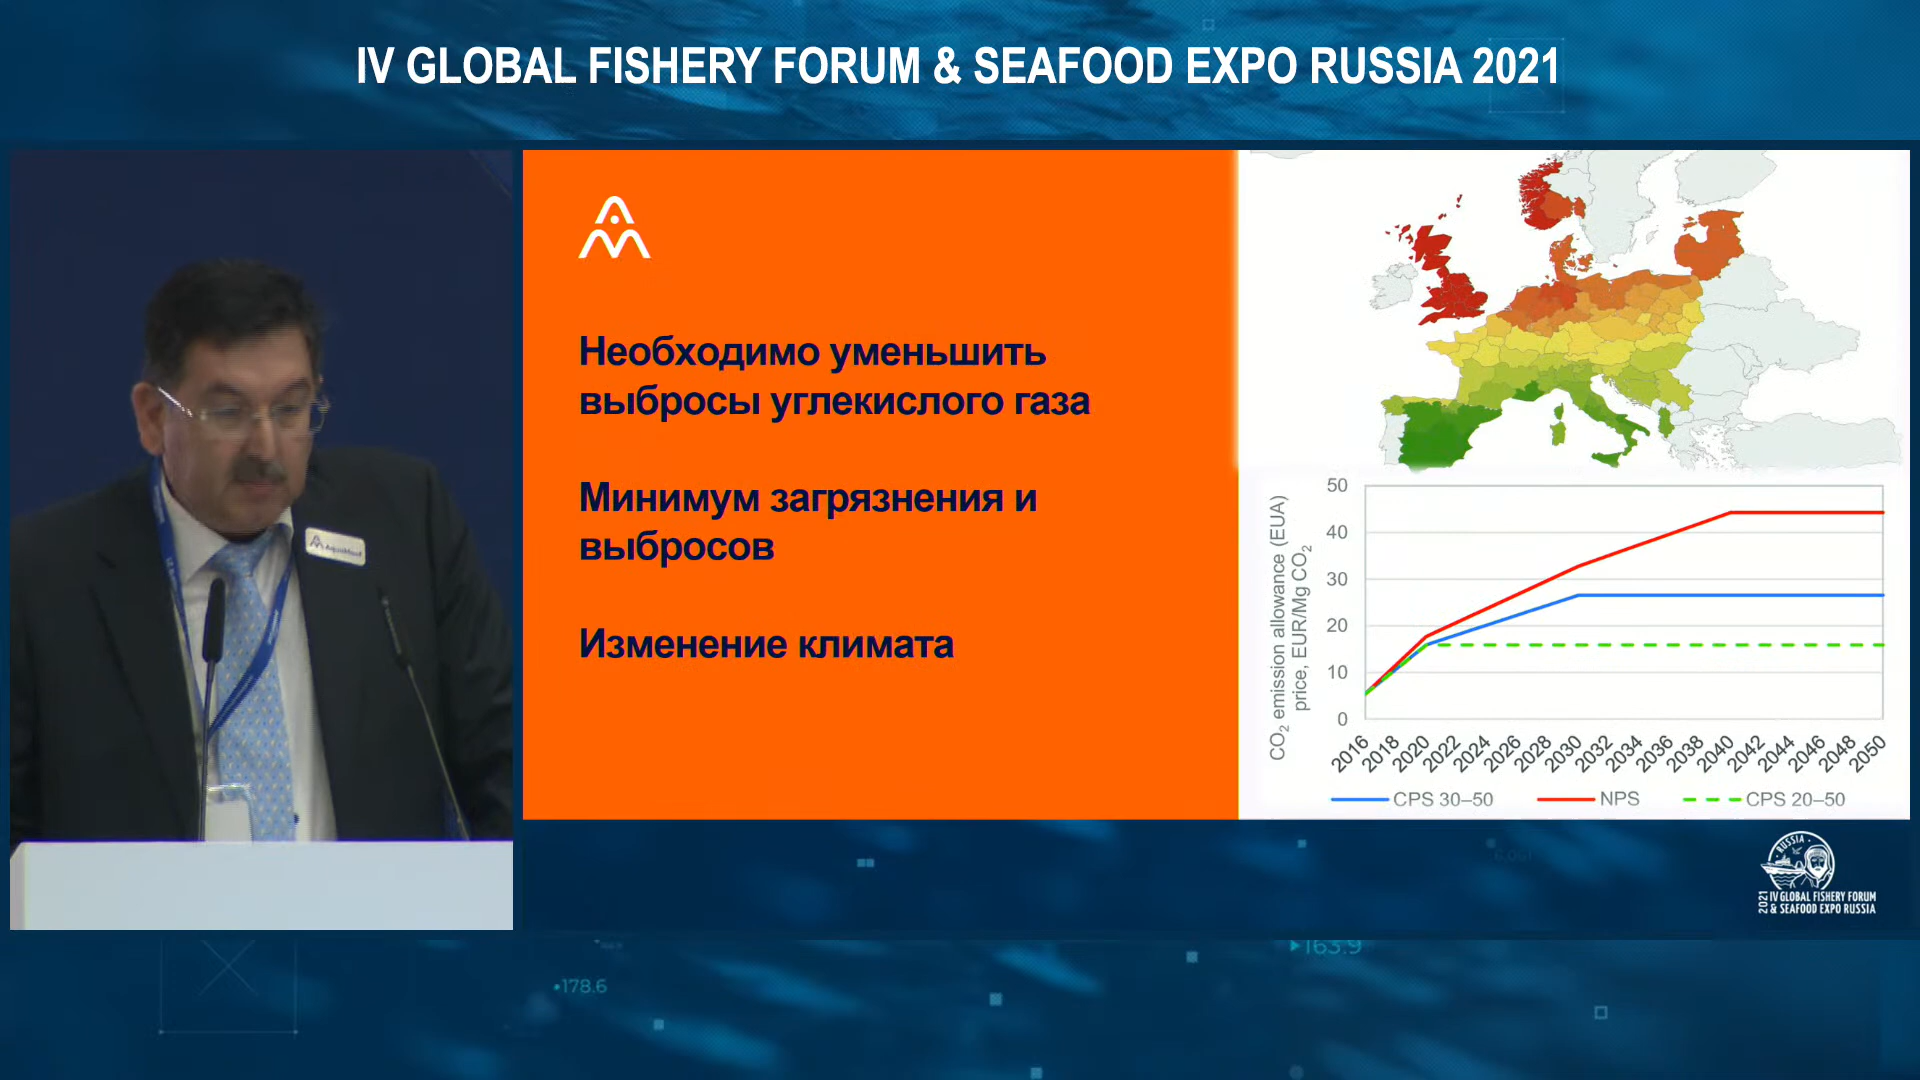 IV GLOBAL FISHERY FORUM & SEAFOOD EXPO RUSSIA 2021
AquaMaof
Необходимо уменьшить
выбросы углекислого газа
Минимум загрязнения и
выбросов
Изменение климата
CO₂ emission allowance (EUA)
price, EUR/Mg CO₂
50
40
30
20
10
0
2016 2018 2020 2022 2024 2026 2028 2030 2032 2034 2036 2038 2040 2042 2044 2046 2048 2050
CPS 30–50 NPS CPS 20–50
RUSSIA
2021
IV GLOBAL FISHERY FORUM
& SEAFOOD EXPO RUSSIA
163.9
178.6